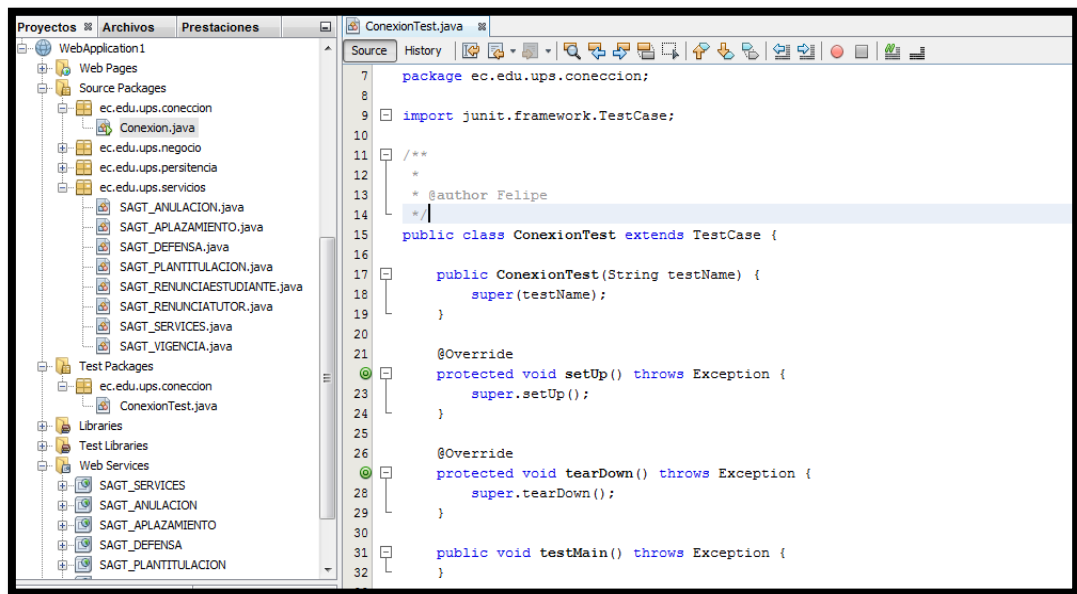 Proyectos Archivos Prestaciones
WebApplication1
Web Pages
Source Packages
ec.edu.ups.coneccion
Conexion.java
ec.edu.ups.negocio
ec.edu.ups.persitencia
ec.edu.ups.servicios
SAGT_ANULACION.java
SAGT_APLAZAMIENTO.java
SAGT_DEFENSA.java
SAGT_PLANTITULACION.java
SAGT_RENUNCIAESTUDIANTE.java
SAGT_RENUNCIATUTOR.java
SAGT_SERVICES.java
SAGT_VIGENCIA.java
Test Packages
ec.edu.ups.coneccion
ConexionTest.java
Libraries
Test Libraries
Web Services
SAGT_SERVICES
SAGT_ANULACION
SAGT_APLAZAMIENTO
SAGT_DEFENSA
SAGT_PLANTITULACION
ConexionTest.java
Source History
7 package ec.edu.ups.coneccion;
8
9 import junit.framework.TestCase;
10
11 /**
12 *
13 * @author Felipe
14 */
15 public class ConexionTest extends TestCase {
16
17 public ConexionTest(String testName) {
18 super(testName);
19 }
20
21 @Override
protected void setUp() throws Exception {
23 super.setUp();
24 }
25
26 @Override
protected void tearDown() throws Exception {
28 super.tearDown();
29 }
30
31 public void testMain() throws Exception {
32 }